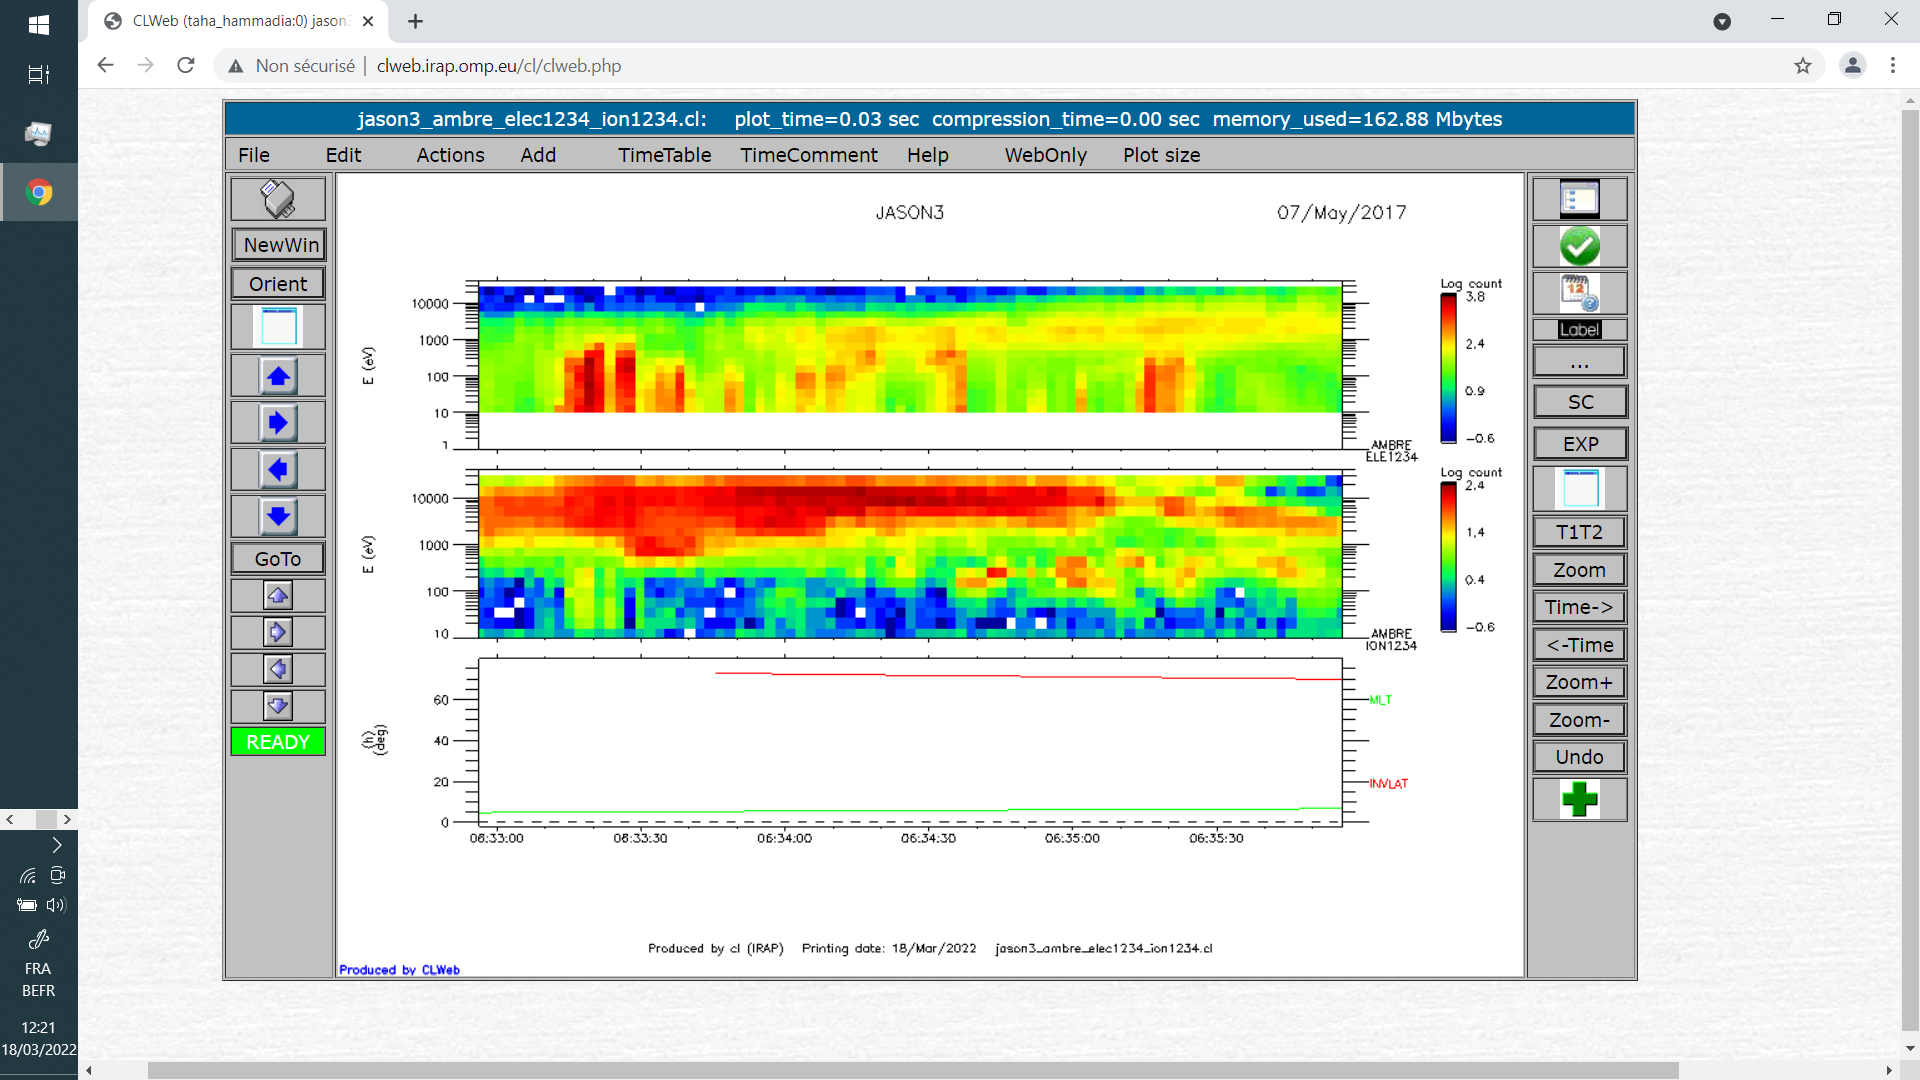 CLWeb (taha_hammadia:0) jason3
Non sécurisé
clweb.irap.omp.eu/cl/clweb.php
jason3_ambre_elec1234_ion1234.cl: plot_time=0.03 sec compression_time=0.00 sec memory_used=162.88 Mbytes
File Edit Actions Add TimeTable TimeComment Help WebOnly Plot size
NewWin
Orient
GoTo
READY
JASON3
07/May/2017
E (eV)
10000
1000
100
10
1
AMBRE
ELE1234
Log count
3.8
2.4
0.9
-0.6
E (eV)
10000
1000
100
10
AMBRE
ION1234
Log count
2.4
1.4
0.4
-0.6
(h)
(deg)
60
40
20
0
MLT
INVLAT
06:33:00 06:33:30 06:34:00 06:34:30 06:35:00 06:35:30
Produced by cl (IRAP) Printing date: 18/Mar/2022 jason3_ambre_elec1234_ion1234.cl
Produced by CLWeb
12
Label
...
SC
EXP
T1T2
Zoom
Time->
<-Time
Zoom+
Zoom-
Undo
FRA
BEFR
12:21
18/03/2022